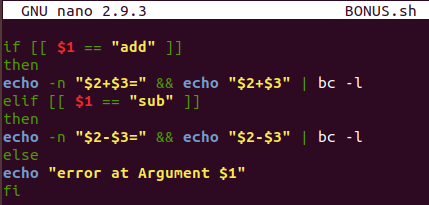 GNU nano 2.9.3 BONUS.sh
if [[ $1 == "add" ]]
then
echo -n "$2+$3=" && echo "$2+$3" | bc -l
elif [[ $1 == "sub" ]]
then
echo -n "$2-$3=" && echo "$2-$3" | bc -l
else
echo "error at Argument $1"
fi